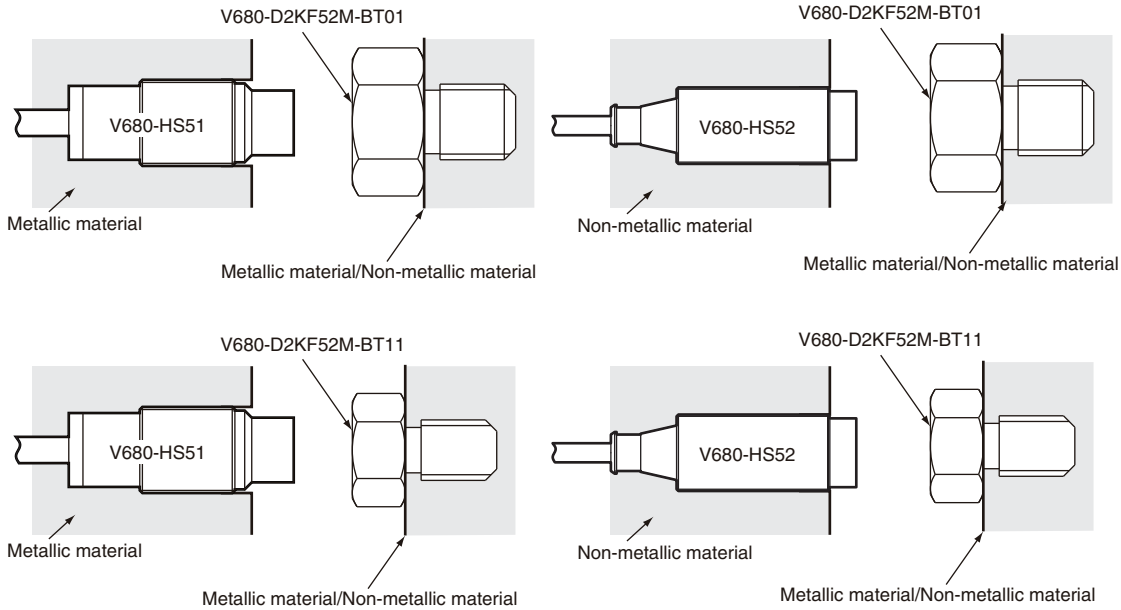 V680-D2KF52M-BT01
V680-HS51
Metallic material
Metallic material/Non-metallic material
V680-D2KF52M-BT01
V680-HS52
Non-metallic material
Metallic material/Non-metallic material
V680-D2KF52M-BT11
V680-HS51
Metallic material
Metallic material/Non-metallic material
V680-D2KF52M-BT11
V680-HS52
Non-metallic material
Metallic material/Non-metallic material